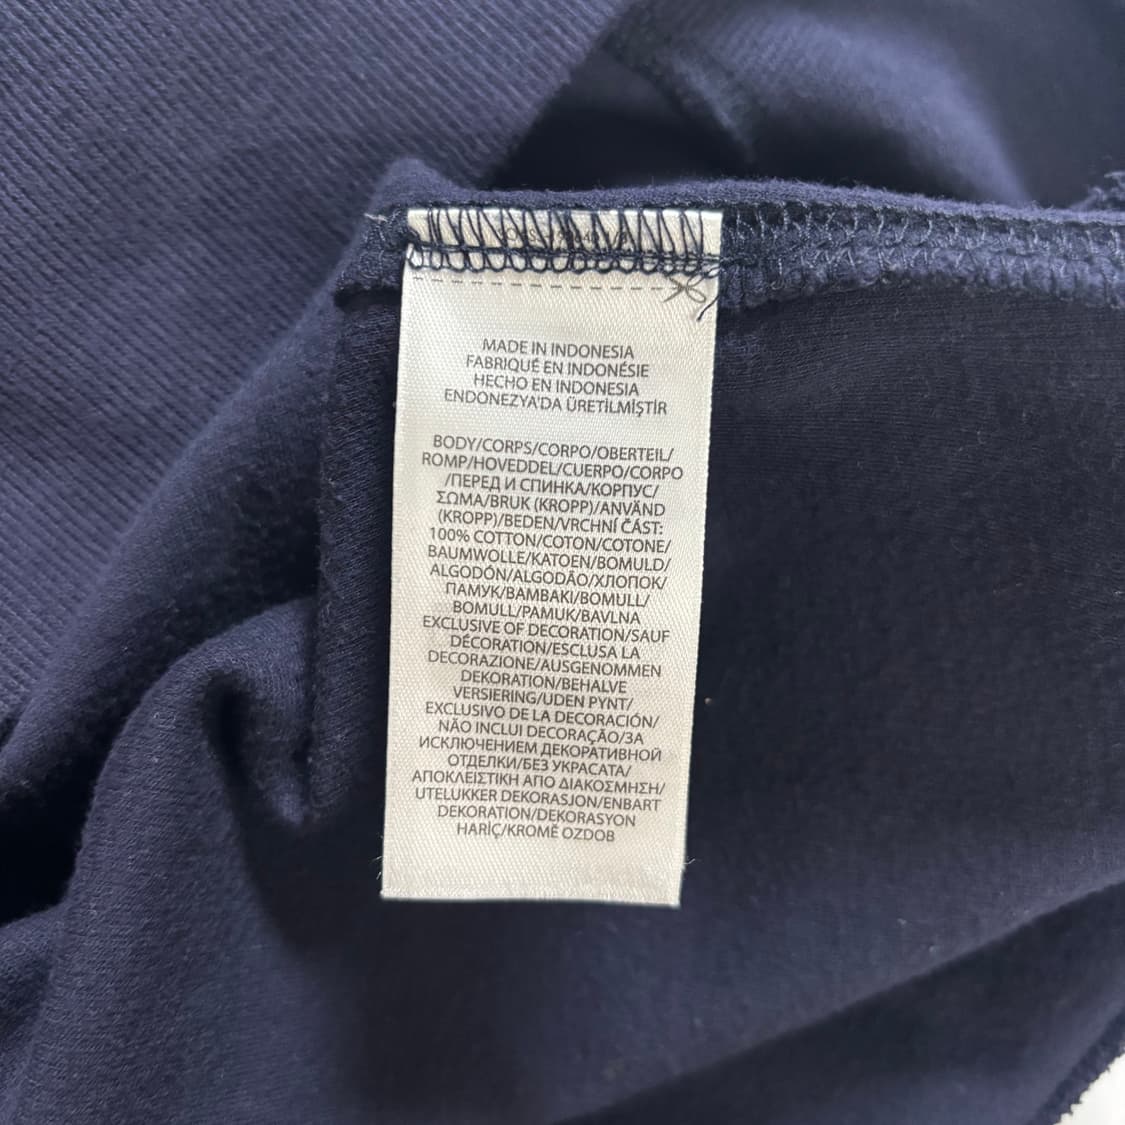 MADE IN INDONESIA
FABRIQUÉ EN INDONÉSIE
HECHO EN INDONESIA
ENDONEZYA'DA ÜRETİLMİŞTİR
BODY/CORPS/CORPO/OBERTEIL/
ROMP/HOVEDDEL/CUERPO/CORPO
/ПЕРЕД И СПИНКА/КОРПУС/
ΣΩΜΑ/BRUK (KROPP)/ANVÄND
(KROPP)/BEDEN/VRCHNÍ ČÁST:
100% COTTON/COTON/COTONE/
BAUMWOLLE/KATOEN/BOMULD/
ALGODÓN/ALGODÃO/ХЛОПОК/
ПАМУК/BAMBAKI/BOMULL/
BOMULL/PAMUK/BAVLNA
EXCLUSIVE OF DECORATION/SAUF
DÉCORATION/ESCLUSA LA
DECORAZIONE/AUSGENOMMEN
DEKORATION/BEHALVE
VERSIERING/UDEN PYNT/
EXCLUSIVO DE LA DECORACIÓN/
NÃO INCLUI DECORAÇÃO/ЗА
ИСКЛЮЧЕНИЕМ ДЕКОРАТИВНОЙ
ОТДЕЛКИ/БЕЗ УКРАСАТА/
ΑΠΟΚΛΕΙΣΤΙΚΗ ΑΠΟ ΔΙΑΚΟΣΜΗΣΗ/
UTELUKKER DEKORASJON/ENBART
DEKORATION/DEKORASYON
HARİÇ/KROMĚ OZDOB